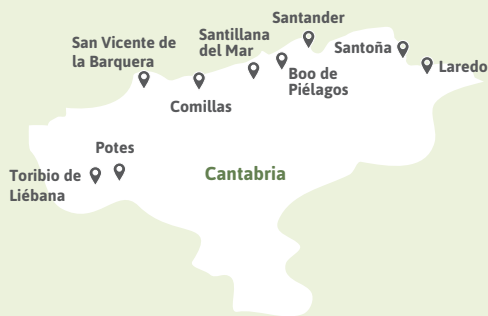 Santander
San Vicente de
la Barquera
Santillana
del Mar
Santoña
Laredo
Boo de
Piélagos
Comillas
Potes
Toribio de
Liébana
Cantabria